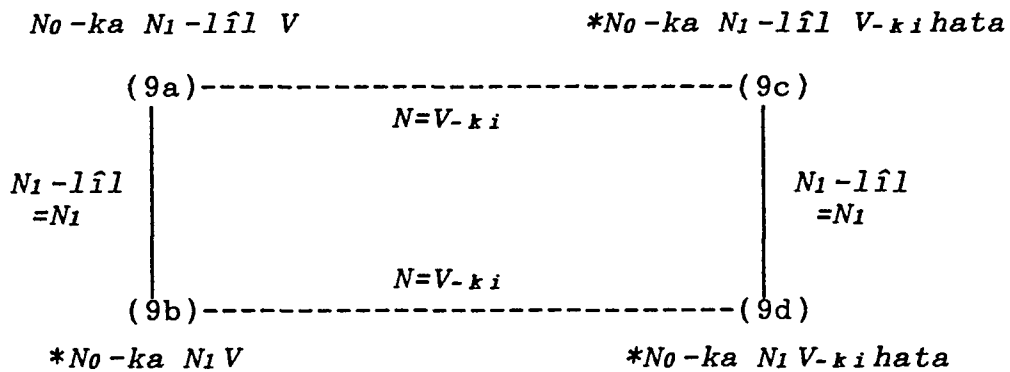 N0-ka N1-lîl V *N0-ka N1-lîl V-ki hata
(9a)---------------------------(9c)
N=V-ki
N1-lîl N1-lîl
=N1 =N1
N=V-ki
(9b)---------------------------(9d)
*N0-ka N1 V *N0-ka N1 V-ki hata